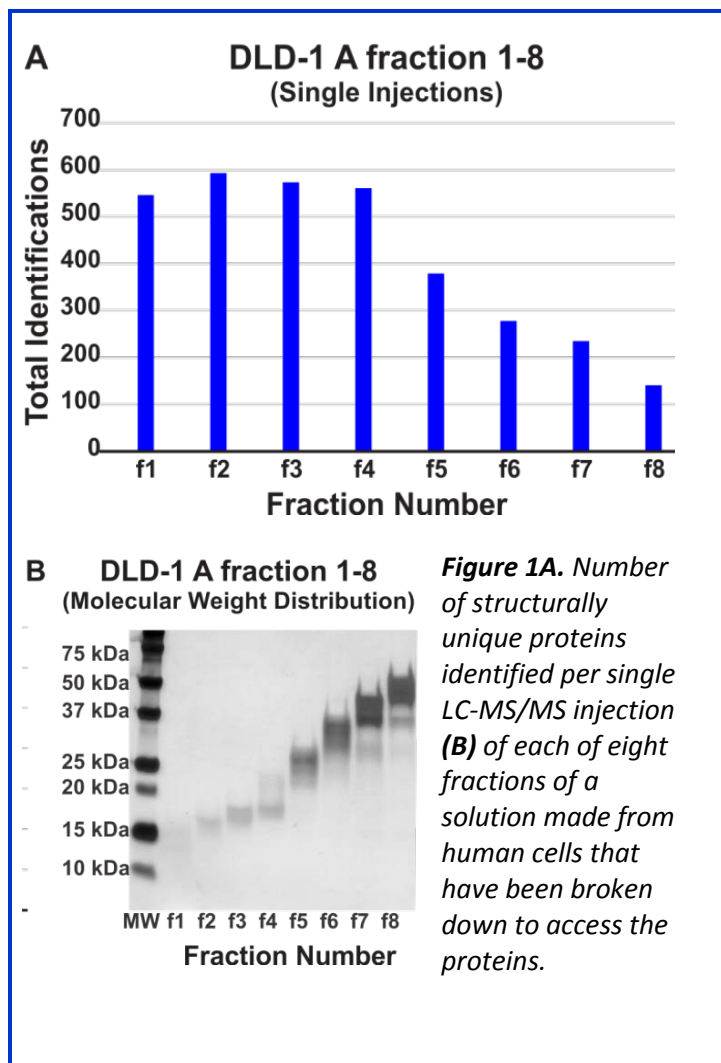 A
DLD-1 A fraction 1-8
(Single Injections)
Total Identifications
700
600
500
400
300
200
100
0
f1 f2 f3 f4 f5 f6 f7 f8
Fraction Number
B
DLD-1 A fraction 1-8
(Molecular Weight Distribution)
75 kDa
50 kDa
37 kDa
25 kDa
20 kDa
15 kDa
10 kDa
MW f1 f2 f3 f4 f5 f6 f7 f8
Fraction Number
Figure 1A. Number
of structurally
unique proteins
identified per single
LC-MS/MS injection
(B) of each of eight
fractions of a
solution made from
human cells that
have been broken
down to access the
proteins.